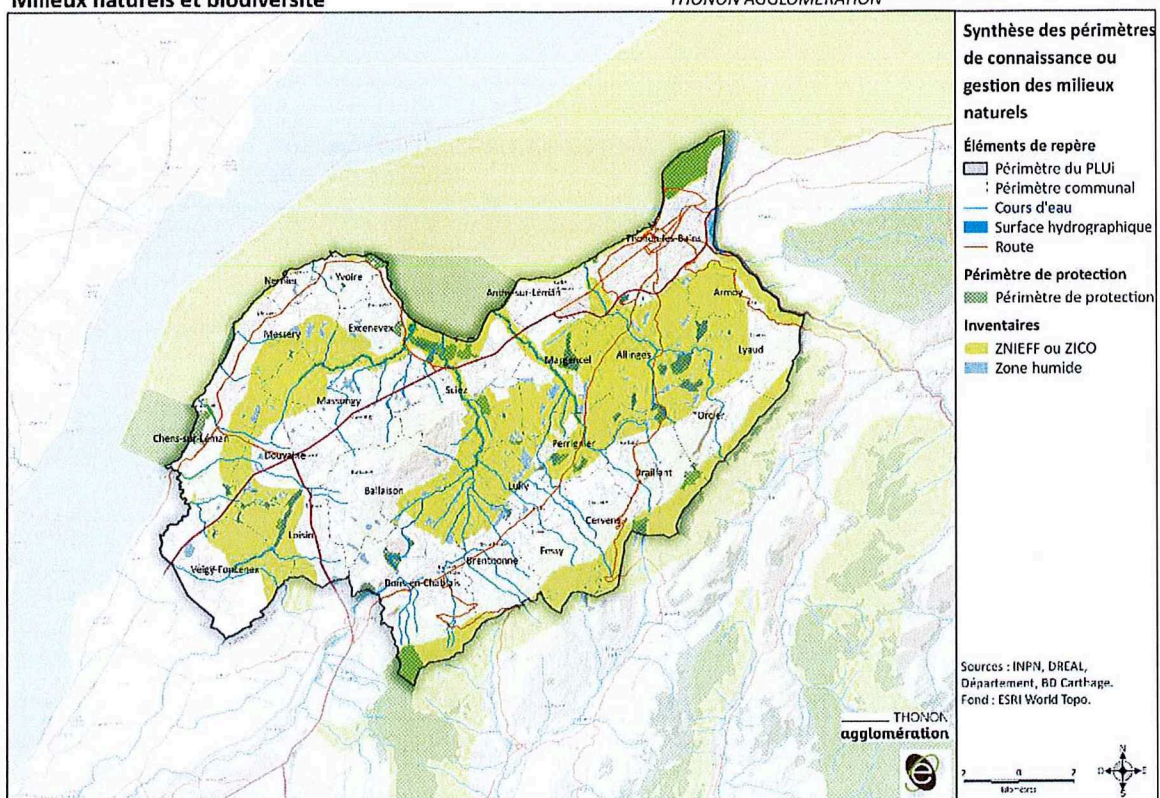 Milieux naturels et biodiversité
THONON AGGLOMÉRATION
Synthèse des périmètres
de connaissance ou
gestion des milieux
naturels
Éléments de repère
Périmètre du PLUi
Périmètre communal
Cours d'eau
Surface hydrographique
Route
Périmètre de protection
Périmètre de protection
Inventaires
ZNIEFF ou ZICO
Zone humide
Thonon-les-Bains
Nernier
Yvoire
Anthy-sur-Léman
Armoy
Messery
Excenevex
Margencel
Allinges
Lyaud
Sciez
Massongy
Orcier
Chens-sur-Léman
Douvaine
Perrignier
Draillant
Ballaison
Lully
Cervens
Loisin
Fessy
Veigy-Foncenex
Brenthonne
Bons-en-Chablais
Sources : INPN, DREAL,
Département, BD Carthage.
Fond : ESRI World Topo.
THONON
agglomération
N
O E
S
2 0 2
kilomètres